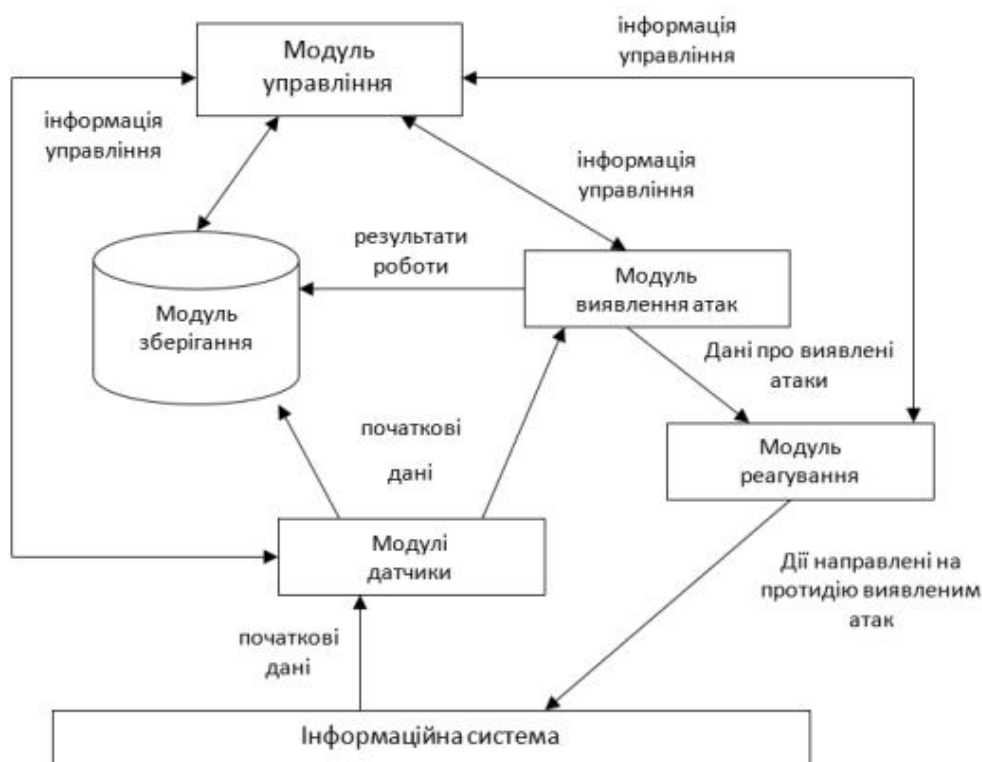 інформація
управління
Модуль
управління
інформація
управління
інформація
управління
результати
роботи
Модуль
виявлення атак
Модуль
зберігання
Дані про виявлені
атаки
початкові
дані
Модуль
реагування
Модулі
датчики
Дії направлені на
протидію виявленим
атак
початкові
дані
Інформаційна система